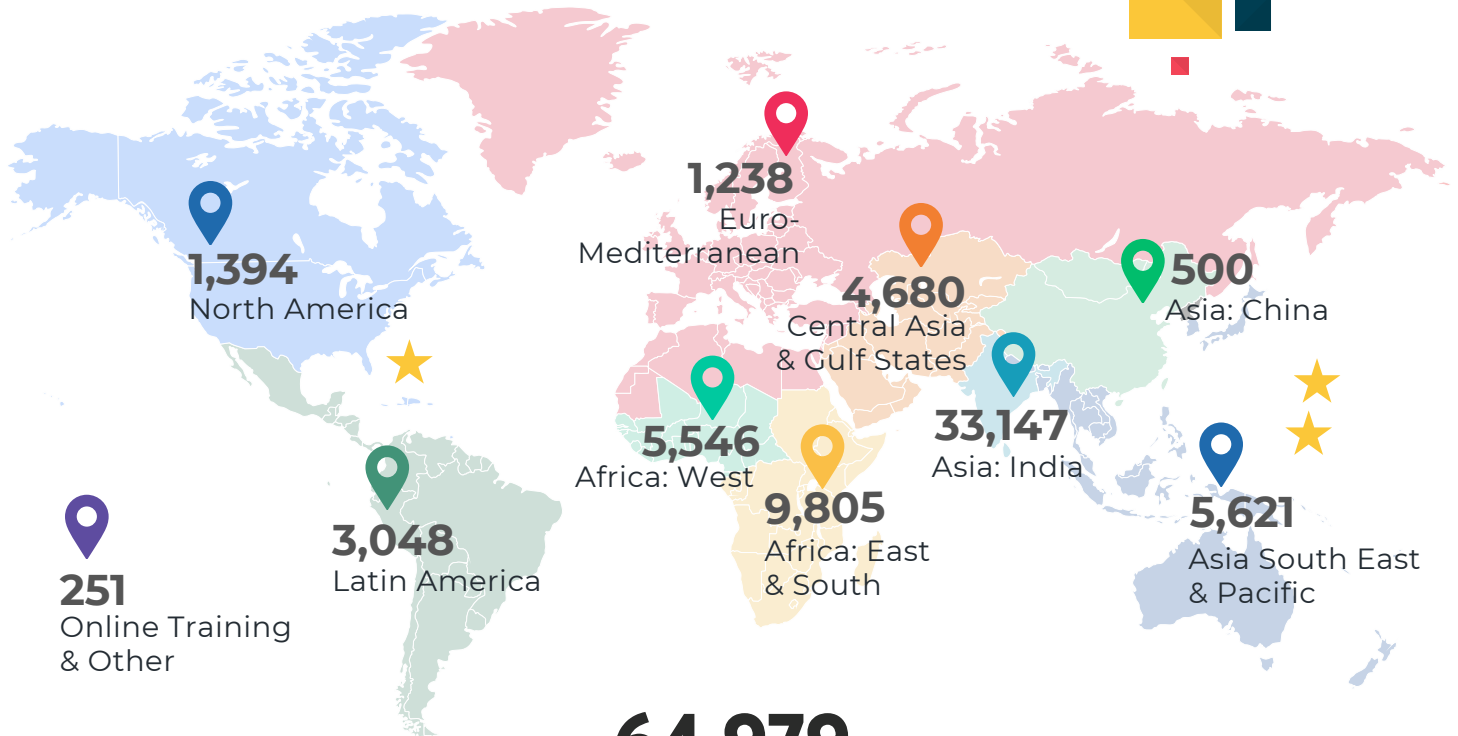 1,238
Euro-
Mediterranean
1,394
North America
4,680
Central Asia
& Gulf States
500
Asia: China
5,546
Africa: West
33,147
Asia: India
9,805
Africa: East
& South
5,621
Asia South East
& Pacific
3,048
Latin America
251
Online Training
& Other